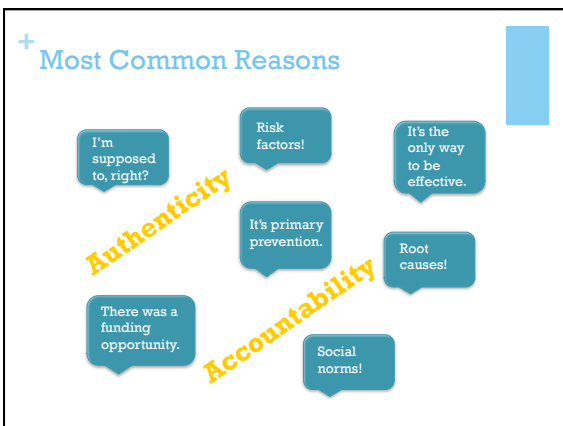 +
Most Common Reasons
I'm
supposed
to, right?
Risk
factors!
It's the
only way
to be
effective.
Authenticity
It's primary
prevention.
Root
causes!
There was a
funding
opportunity.
Accountability
Social
norms!